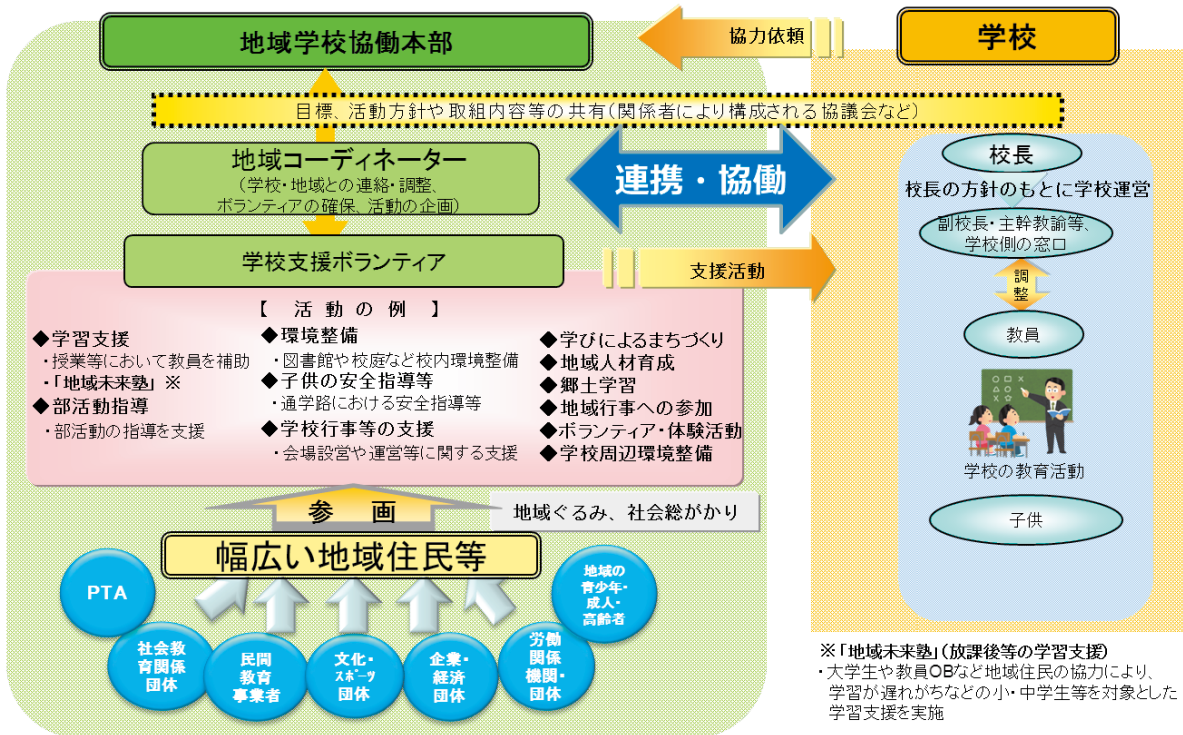 地域学校協働本部
協力依頼
学校
目標、活動方針や取組内容等の共有(関係者により構成される協議会など)
地域コーディネーター
(学校・地域との連絡・調整、
ボランティアの確保、活動の企画)
連携・協働
校長
校長の方針のもとに学校運営
副校長・主幹教諭等、
学校側の窓口
調
整
教員
学校の教育活動
子供
学校支援ボランティア
支援活動
【 活動の例 】
◆学習支援
・授業等において教員を補助
・「地域未来塾」※
◆部活動指導
・部活動の指導を支援
◆環境整備
・図書館や校庭など校内環境整備
◆子供の安全指導等
・通学路における安全指導等
◆学校行事等の支援
・会場設営や運営等に関する支援
◆学びによるまちづくり
◆地域人材育成
◆郷土学習
◆地域行事への参加
◆ボランティア・体験活動
◆学校周辺環境整備
参 画
地域ぐるみ、社会総がかり
幅広い地域住民等
PTA
社会教
育関係
団体
民間
教育
事業者
文化・
スポーツ
団体
企業・
経済
団体
労働
関係
機関・
団体
地域の
青少年・
成人・
高齢者
※「地域未来塾」(放課後等の学習支援)
・大学生や教員OBなど地域住民の協力により、
学習が遅れがちなどの小・中学生等を対象とした
学習支援を実施